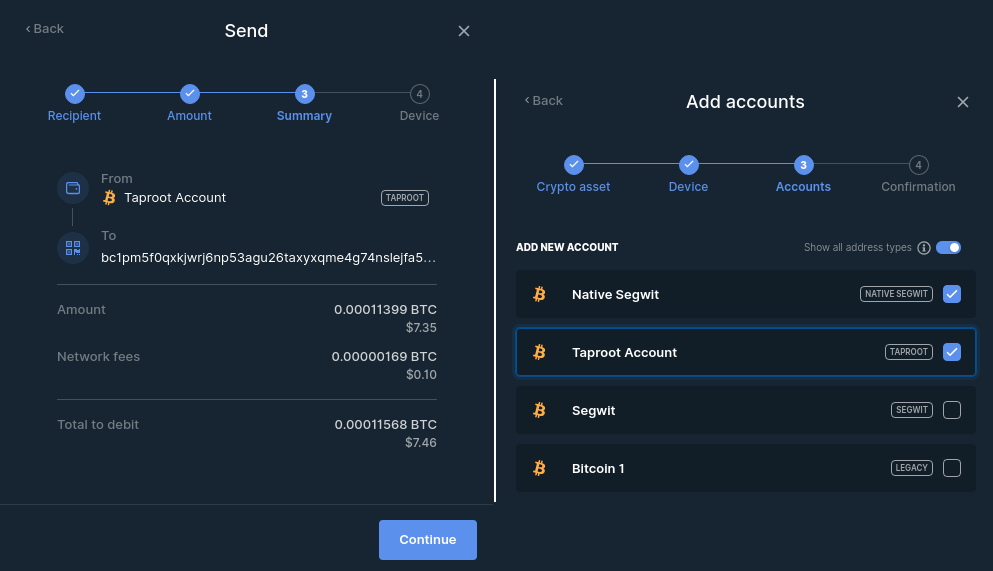 Back
Send
Recipient
Amount
3
Summary
4
Device
From
Taproot Account
TAPROOT
To
bc1pm5f0qxkjwrj6np53agu26taxyxqme4g74nslejfa5...
Amount
0.00011399 BTC
$7.35
Network fees
0.00000169 BTC
$0.10
Total to debit
0.00011568 BTC
$7.46
Continue
Back
Add accounts
Crypto asset
Device
3
Accounts
4
Confirmation
ADD NEW ACCOUNT
Show all address types
Native Segwit
NATIVE SEGWIT
Taproot Account
TAPROOT
Segwit
SEGWIT
Bitcoin 1
LEGACY